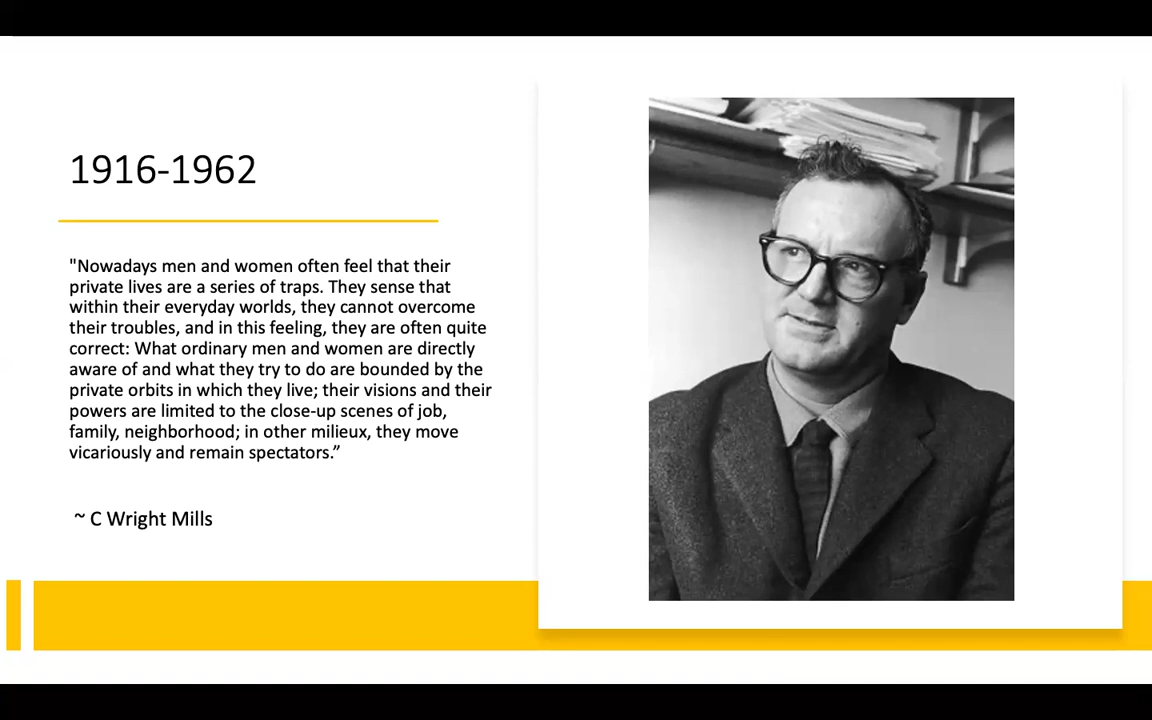 1916-1962
"Nowadays men and women often feel that their
private lives are a series of traps. They sense that
within their everyday worlds, they cannot overcome
their troubles, and in this feeling, they are often quite
correct: What ordinary men and women are directly
aware of and what they try to do are bounded by the
private orbits in which they live; their visions and their
powers are limited to the close-up scenes of job,
family, neighborhood; in other milieux, they move
vicariously and remain spectators.”
~ C Wright Mills